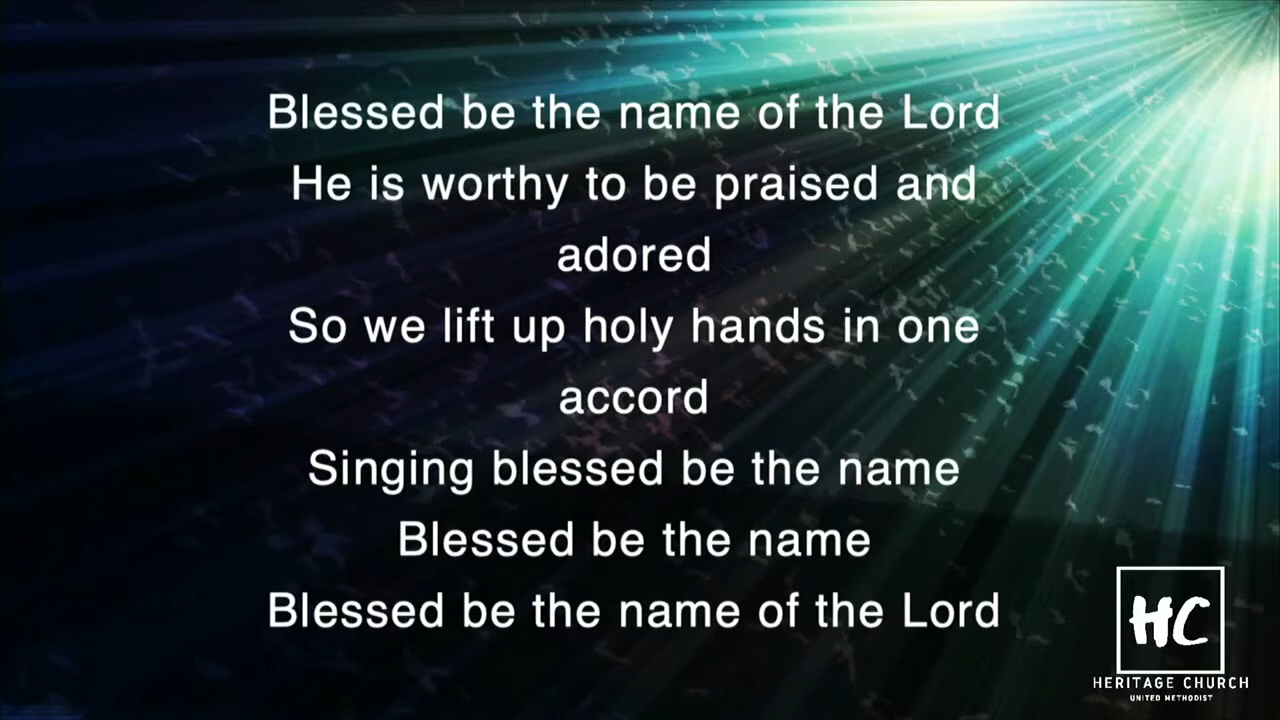 Blessed be the name of the Lord
He is worthy to be praised and
adored
So we lift up holy hands in one
accord
Singing blessed be the name
Blessed be the name
Blessed be the name of the Lord
HC
HERITAGE CHURCH
UNITED METHODIST